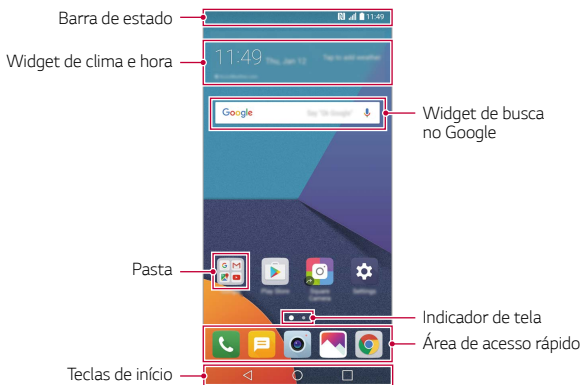 Barra de estado
11:49
Widget de clima e hora
11:49 Thu, Jan 12 Tap to add weather
Google Say "Ok Google"
Widget de busca
no Google
Pasta
Play Store
Square
Camera
Settings
Indicador de tela
Área de acesso rápido
Teclas de início